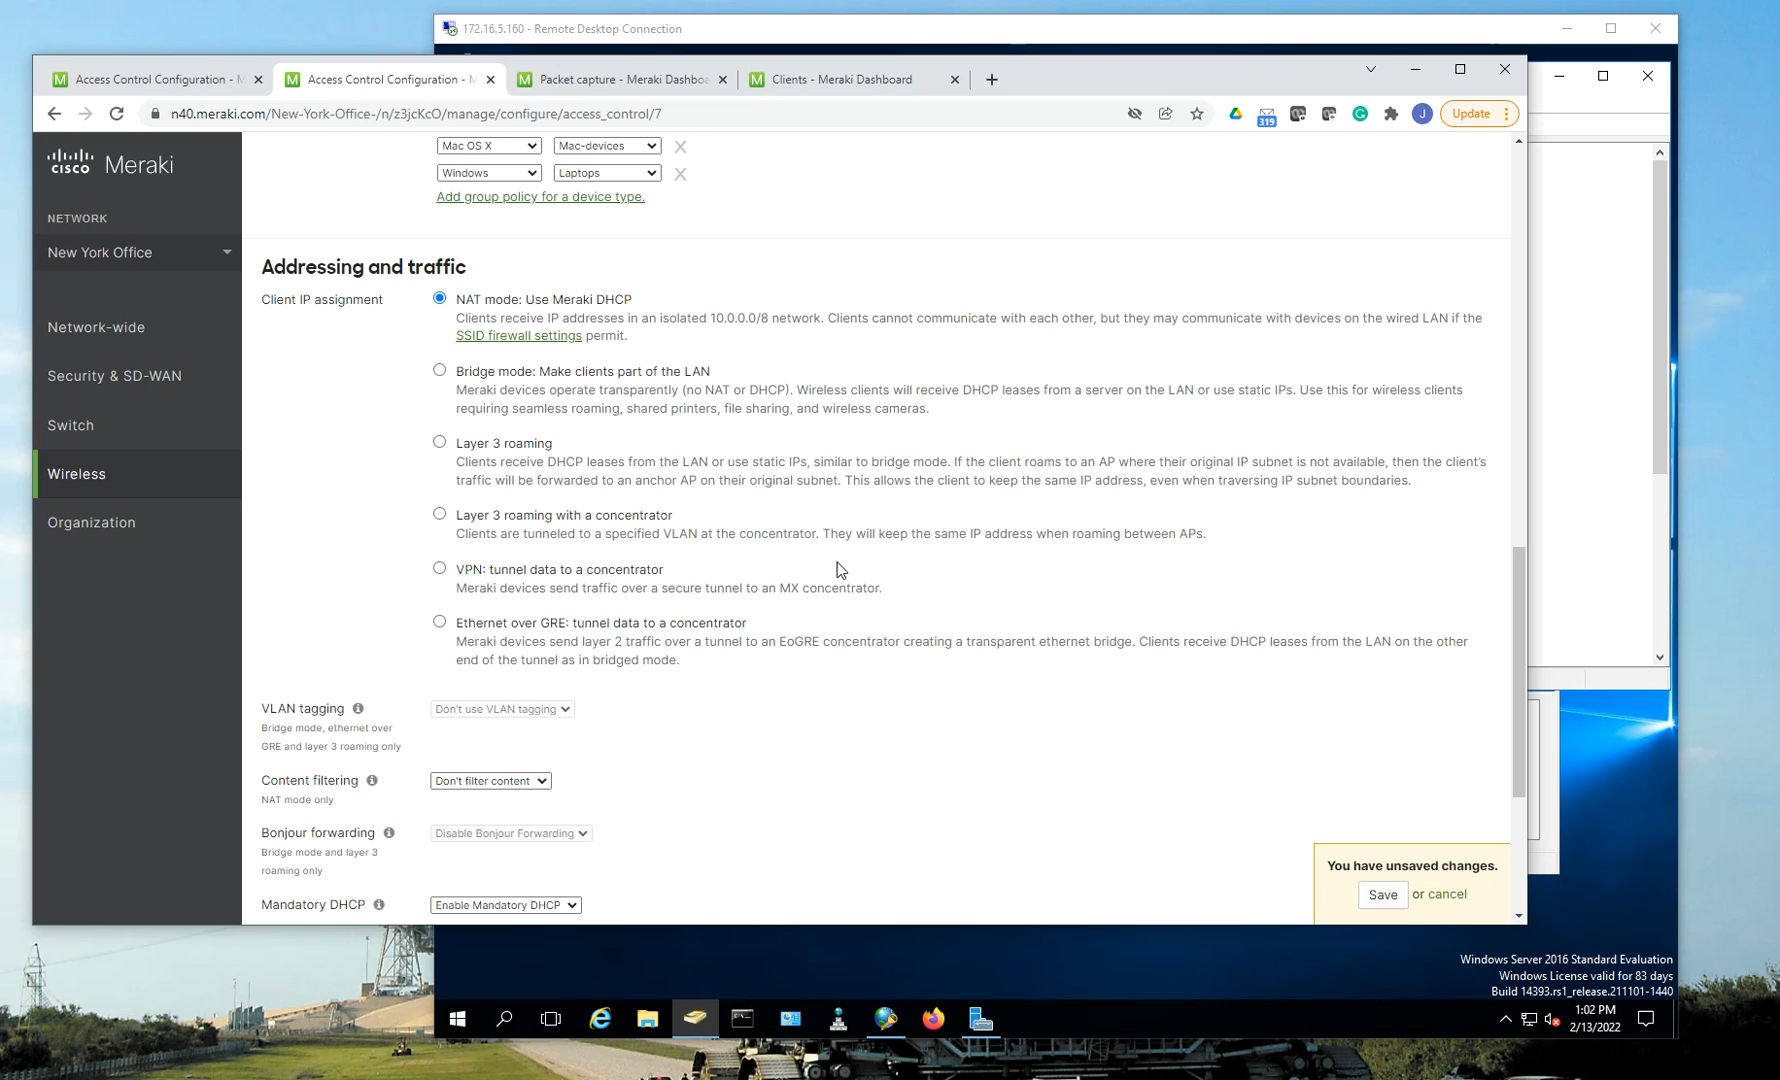 172.16.5.160 - Remote Desktop Connection
Access Control Configuration - M
Access Control Configuration - M
Packet capture - Meraki Dashboa
Clients - Meraki Dashboard
n40.meraki.com/New-York-Office-/n/z3jcKcO/manage/configure/access_control/7
319
J
Update
cisco Meraki
NETWORK
New York Office
Network-wide
Security & SD-WAN
Switch
Wireless
Organization
Mac OS X Mac-devices X
Windows Laptops X
Add group policy for a device type.
Addressing and traffic
Client IP assignment
NAT mode: Use Meraki DHCP
Clients receive IP addresses in an isolated 10.0.0.0/8 network. Clients cannot communicate with each other, but they may communicate with devices on the wired LAN if the
SSID firewall settings permit.
Bridge mode: Make clients part of the LAN
Meraki devices operate transparently (no NAT or DHCP). Wireless clients will receive DHCP leases from a server on the LAN or use static IPs. Use this for wireless clients
requiring seamless roaming, shared printers, file sharing, and wireless cameras.
Layer 3 roaming
Clients receive DHCP leases from the LAN or use static IPs, similar to bridge mode. If the client roams to an AP where their original IP subnet is not available, then the client's
traffic will be forwarded to an anchor AP on their original subnet. This allows the client to keep the same IP address, even when traversing IP subnet boundaries.
Layer 3 roaming with a concentrator
Clients are tunneled to a specified VLAN at the concentrator. They will keep the same IP address when roaming between APs.
VPN: tunnel data to a concentrator
Meraki devices send traffic over a secure tunnel to an MX concentrator.
Ethernet over GRE: tunnel data to a concentrator
Meraki devices send layer 2 traffic over a tunnel to an EoGRE concentrator creating a transparent ethernet bridge. Clients receive DHCP leases from the LAN on the other
end of the tunnel as in bridged mode.
VLAN tagging
Bridge mode, ethernet over
GRE and layer 3 roaming only
Don't use VLAN tagging
Content filtering
NAT mode only
Don't filter content
Bonjour forwarding
Bridge mode and layer 3
roaming only
Disable Bonjour Forwarding
Mandatory DHCP
Enable Mandatory DHCP
You have unsaved changes.
Save or cancel
Windows Server 2016 Standard Evaluation
Windows License valid for 83 days
Build 14393.rs1_release.211101-1440
1:02 PM
2/13/2022